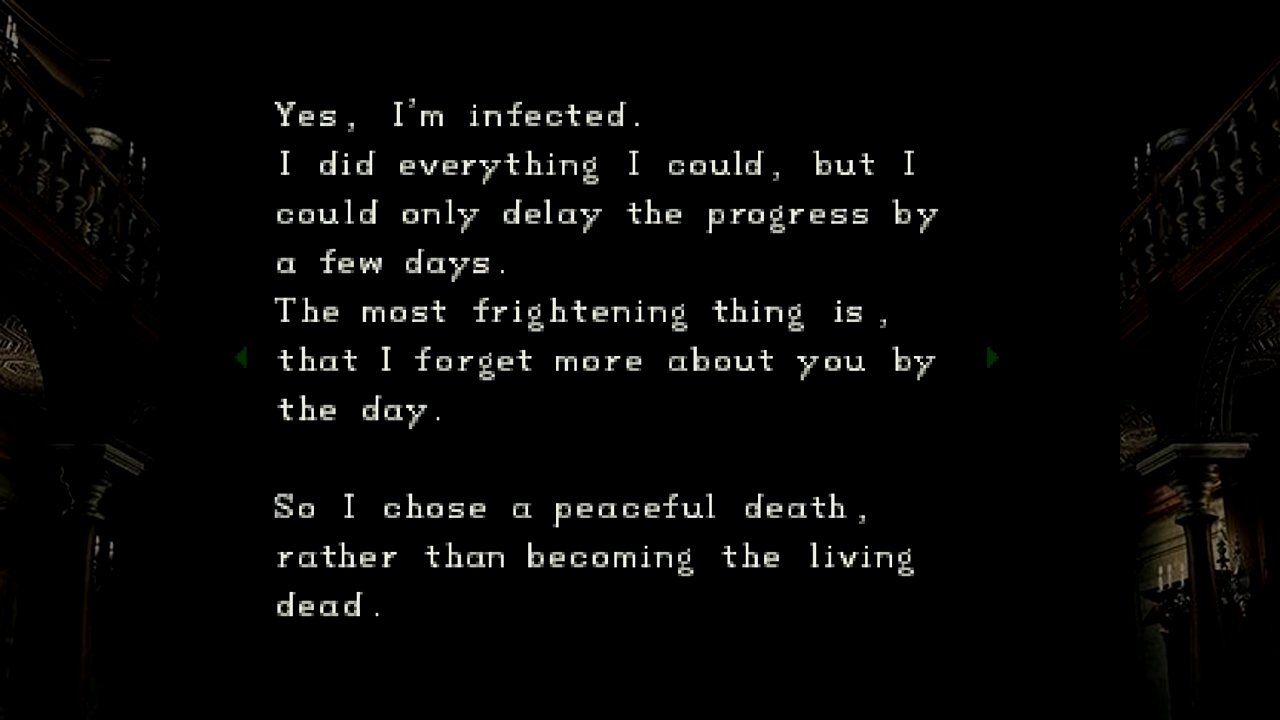 Yes, I'm infected.
I did everything I could, but I
could only delay the progress by
a few days.
The most frightening thing is,
that I forget more about you by
the day.
So I chose a peaceful death,
rather than becoming the living
dead.